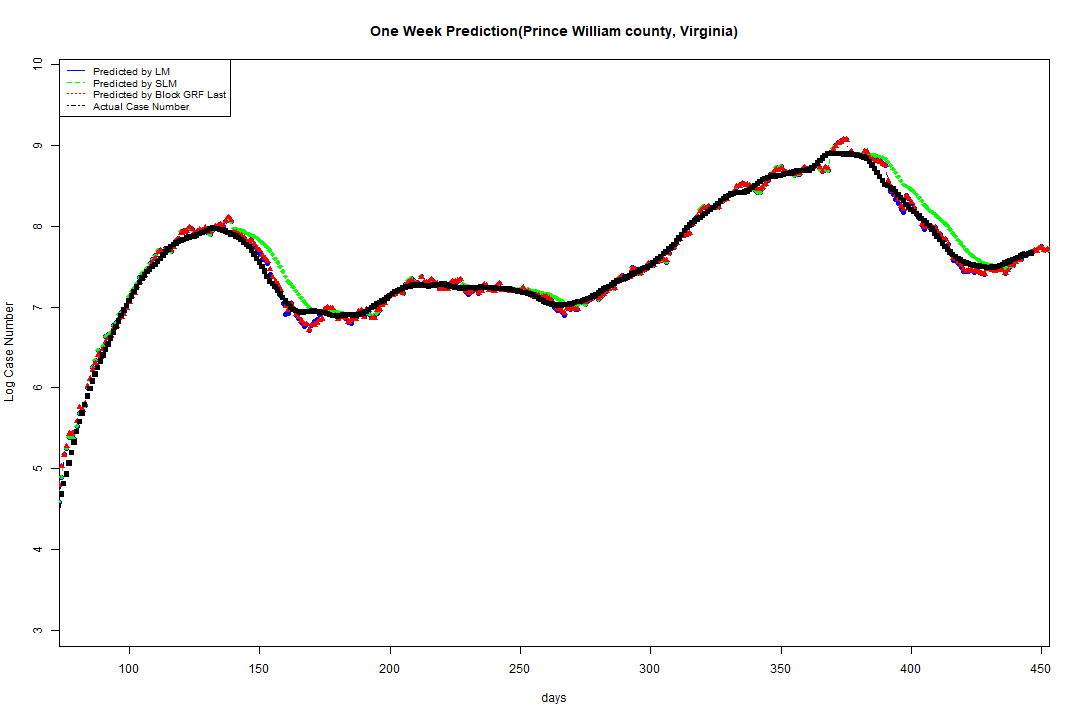 One Week Prediction(Prince William county, Virginia)
Predicted by LM
Predicted by SLM
Predicted by Block GRF Last
Actual Case Number
10
9
8
7
6
5
4
3
Log Case Number
100 150 200 250 300 350 400 450
days